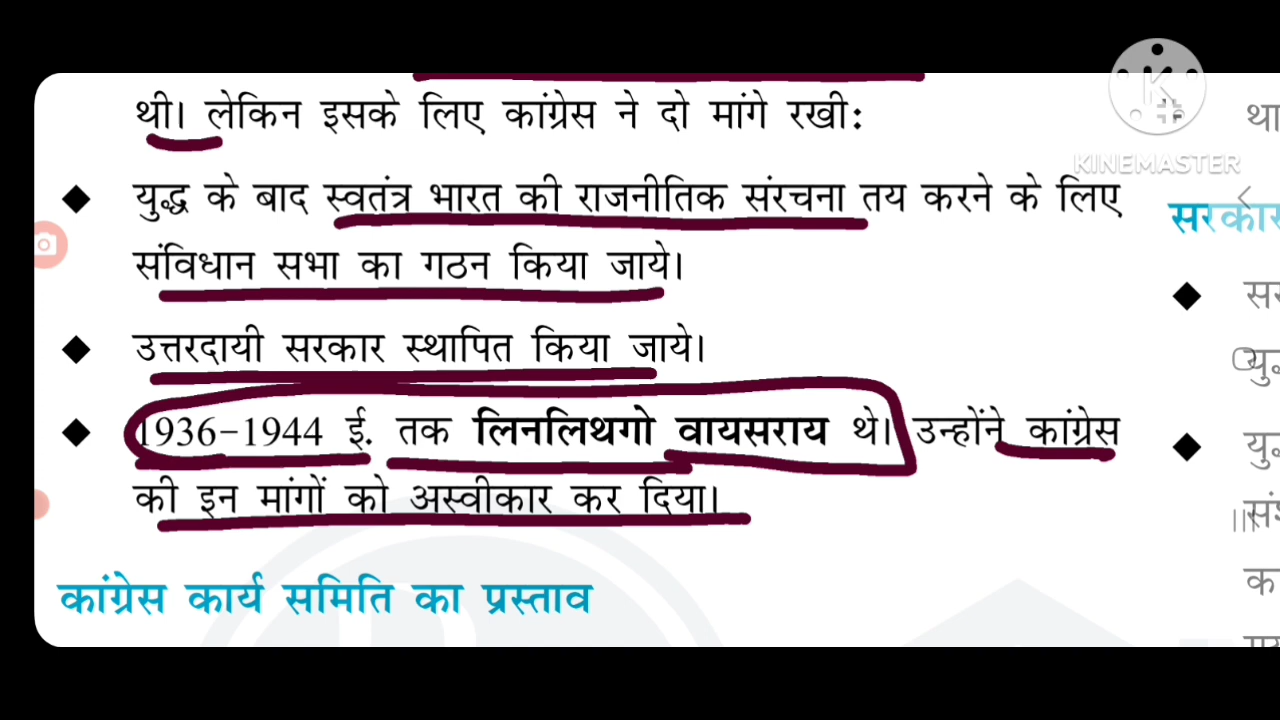 थी। लेकिन इसके लिए कांग्रेस ने दो मांगे रखी:
◆ युद्ध के बाद स्वतंत्र भारत की राजनीतिक संरचना तय करने के लिए
संविधान सभा का गठन किया जाये।
◆ उत्तरदायी सरकार स्थापित किया जाये।
◆ 1936-1944 ई. तक लिनलिथगो वायसराय थे। उन्होंने कांग्रेस
की इन मांगों को अस्वीकार कर दिया।
कांग्रेस कार्य समिति का प्रस्ताव
KINEMASTER
था